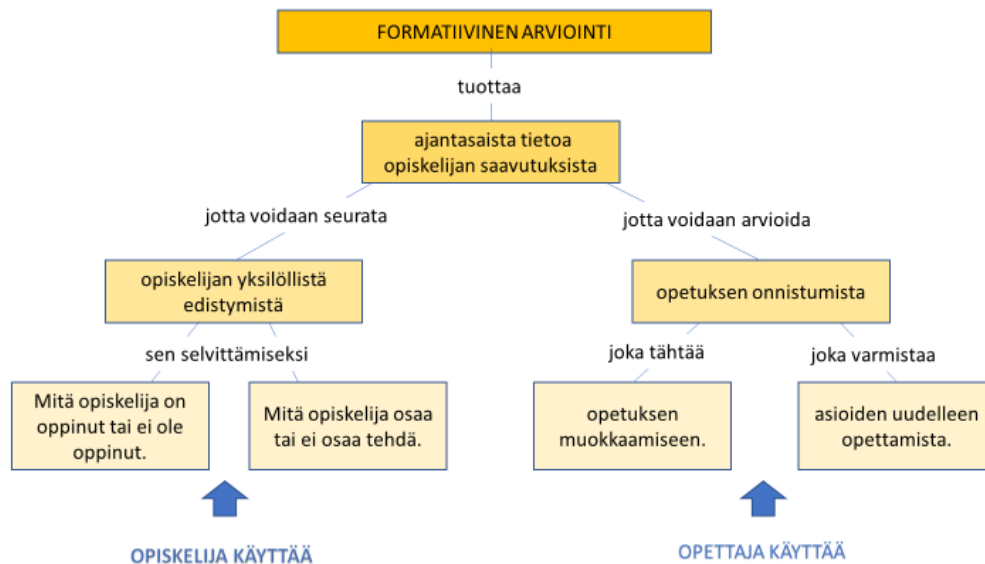 FORMATIIVINEN ARVIOINTI
tuottaa
ajantasaista tietoa
opiskelijan saavutuksista
jotta voidaan seurata
jotta voidaan arvioida
opiskelijan yksilöllistä
edistymistä
opetuksen onnistumista
sen selvittämiseksi
joka tähtää
joka varmistaa
Mitä opiskelija on
oppinut tai ei ole
oppinut.
Mitä opiskelija osaa
tai ei osaa tehdä.
opetuksen
muokkaamiseen.
asioiden uudelleen
opettamista.
OPISKELIJA KÄYTTÄÄ
OPETTAJA KÄYTTÄÄ